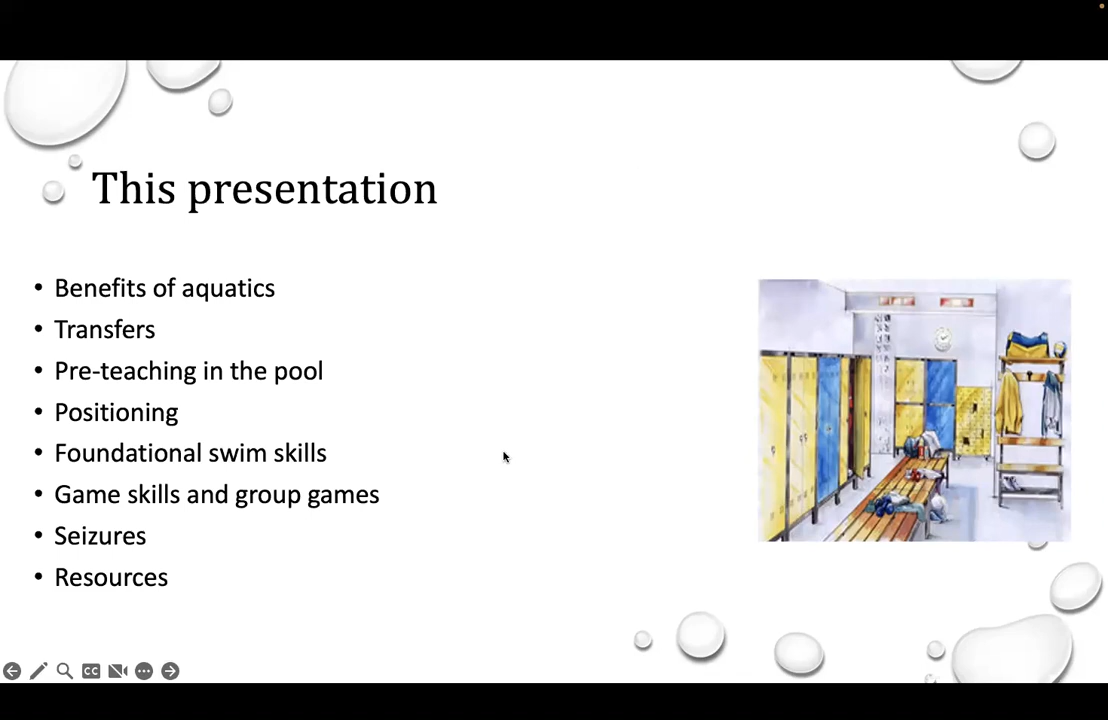 This presentation
• Benefits of aquatics
• Transfers
• Pre-teaching in the pool
• Positioning
• Foundational swim skills
• Game skills and group games
• Seizures
• Resources
CC